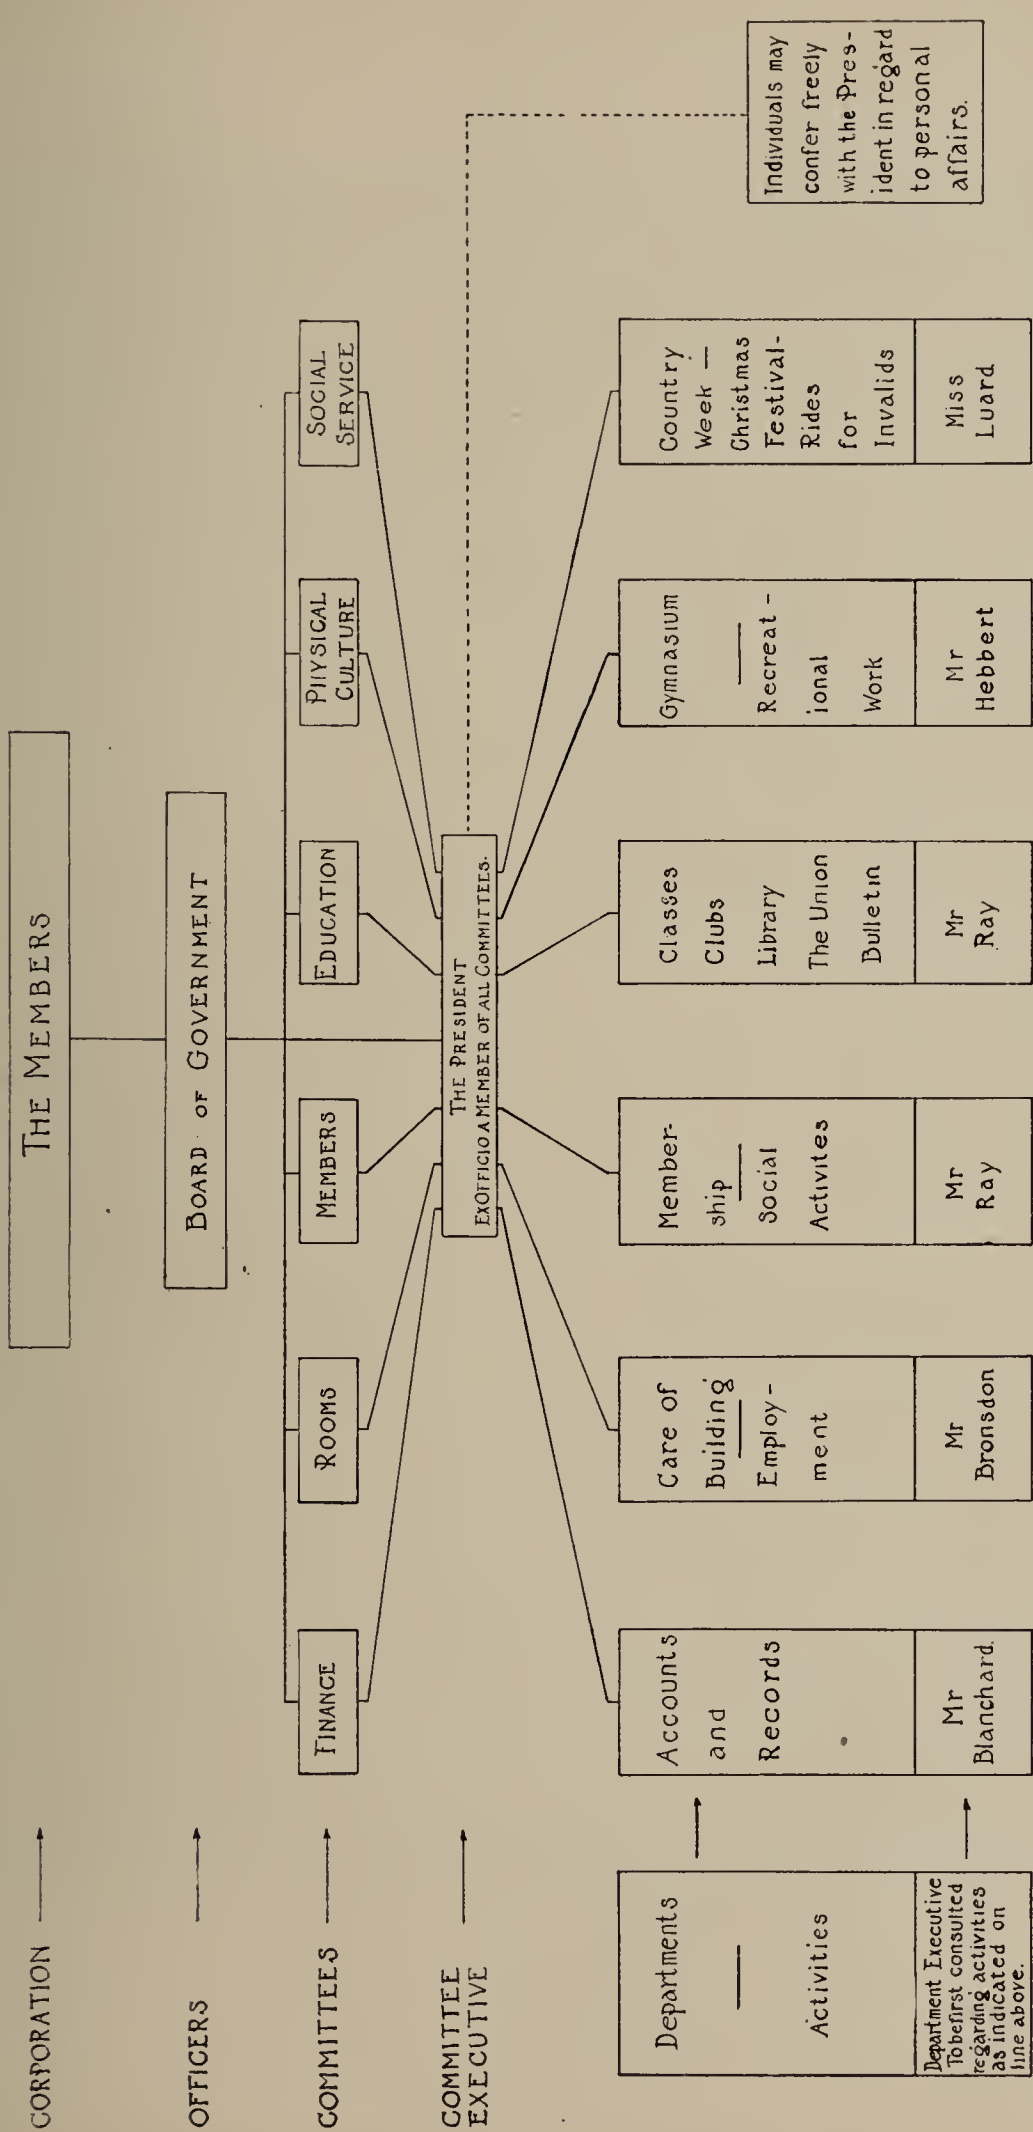 CORPORATION
THE MEMBERS
OFFICERS
BOARD OF GOVERNMENT
COMMITTEES
FINANCE
ROOMS
MEMBERS
EDUCATION
PHYSICAL
CULTURE
SOCIAL
SERVICE
COMMITTEE
EXECUTIVE
THE PRESIDENT
EX OFFICIO A MEMBER OF ALL COMMITTEES.
Individuals may
confer freely
with the Pres-
ident in regard
to personal
affairs.
Departments
—
Activities
Accounts
and
Records
Care of
Building
—
Employ-
ment
Member-
ship
—
Social
Activites
Classes
Clubs
Library
The Union
Bulletin
Gymnasium
—
Recreat-
ional
Work
Country
Week —
Christmas
Festival-
Rides
for
Invalids
Department Executive
To be first consulted
regarding activities
as indicated on
line above.
Mr
Blanchard.
Mr
Bronsdon
Mr
Ray
Mr
Ray
Mr
Hebbert
Miss
Luard